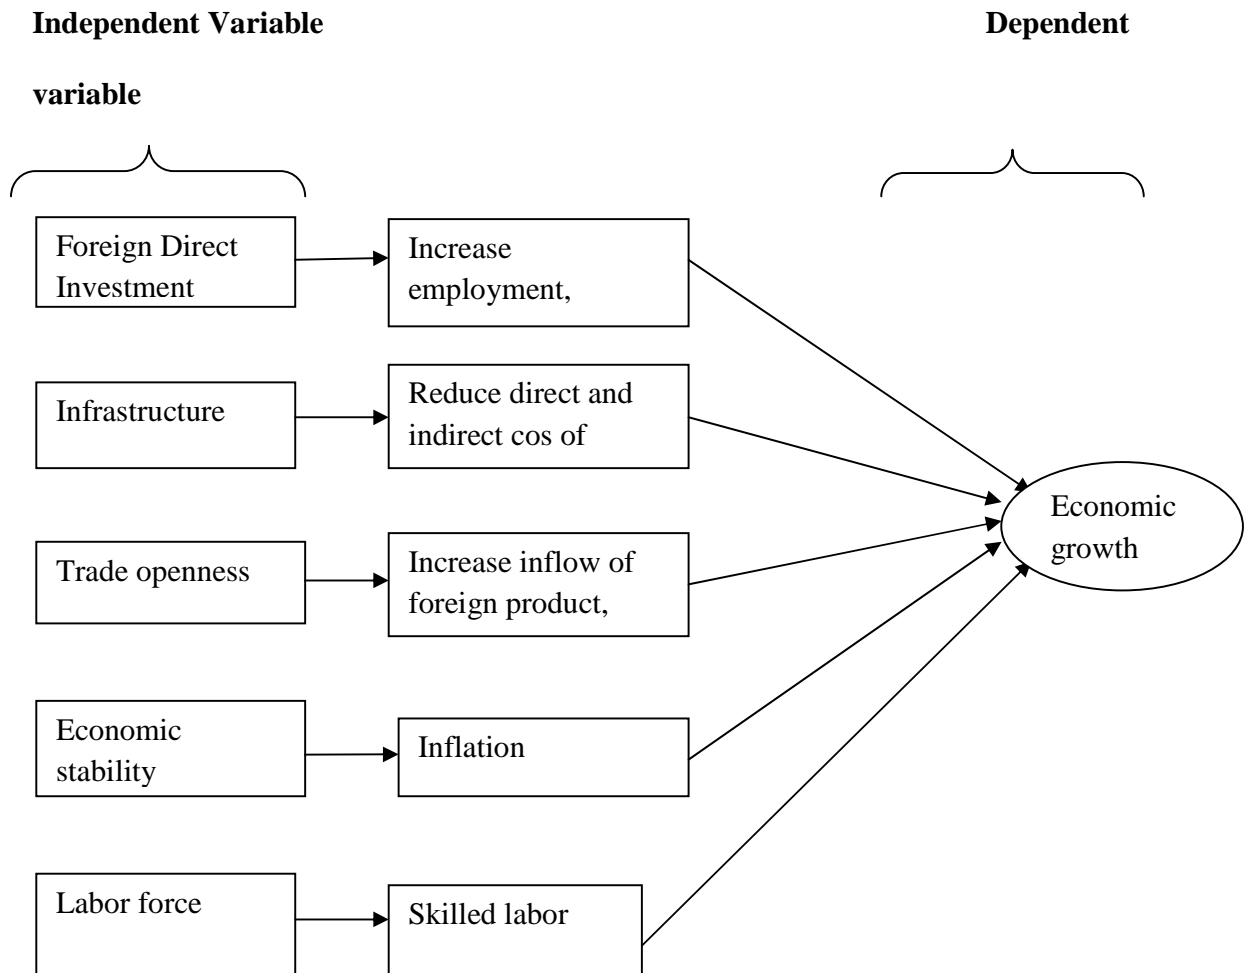 Independent Variable Dependent
variable
Foreign Direct
Investment
Increase
employment,
Infrastructure
Reduce direct and
indirect cos of
Trade openness
Increase inflow of
foreign product,
Economic
growth
Economic
stability
Inflation
Labor force
Skilled labor